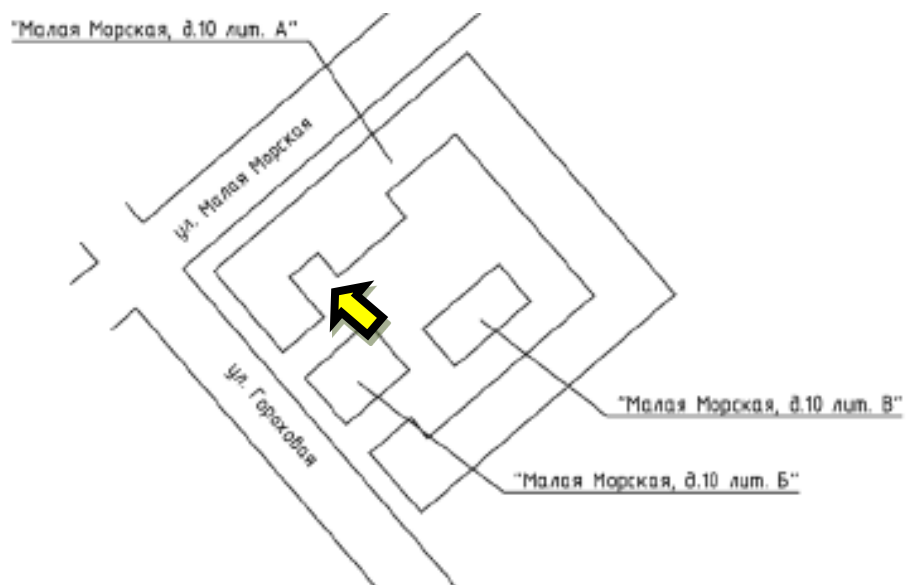 "Малая Морская, д.10 лит. А"
ул. Малая Морская
ул. Гороховая
"Малая Морская, д.10 лит. В"
"Малая Морская, д.10 лит. Б"